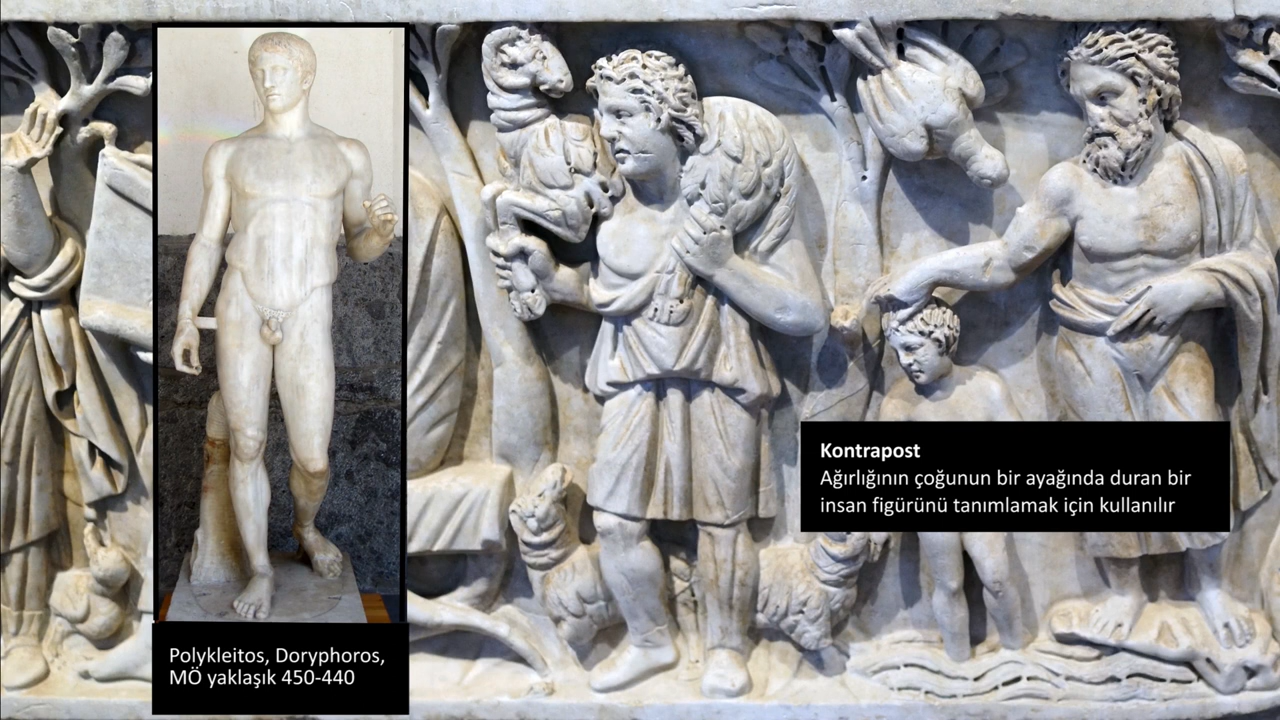 Polykleitos, Doryphoros,
MÖ yaklaşık 450-440
Kontrapost
Ağırlığının çoğunun bir ayağında duran bir
insan figürünü tanımlamak için kullanılır